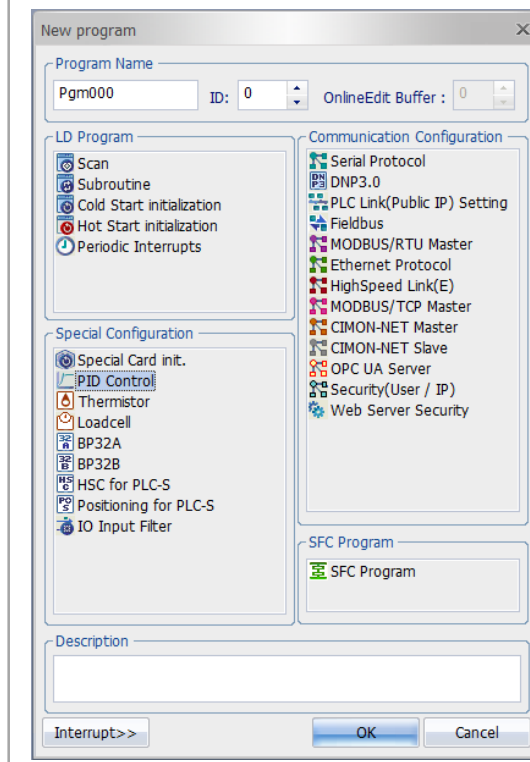 New program
Program Name
Pgm000
ID: 0
OnlineEdit Buffer : 0
LD Program
Scan
Subroutine
Cold Start initialization
Hot Start initialization
Periodic Interrupts
Special Configuration
Special Card init.
PID Control
Thermistor
Loadcell
BP32A
BP32B
HSC for PLC-S
Positioning for PLC-S
IO Input Filter
Communication Configuration
Serial Protocol
DNP3.0
PLC Link(Public IP) Setting
Fieldbus
MODBUS/RTU Master
Ethernet Protocol
HighSpeed Link(E)
MODBUS/TCP Master
CIMON-NET Master
CIMON-NET Slave
OPC UA Server
Security(User / IP)
Web Server Security
SFC Program
SFC Program
Description
Interrupt>>
OK
Cancel